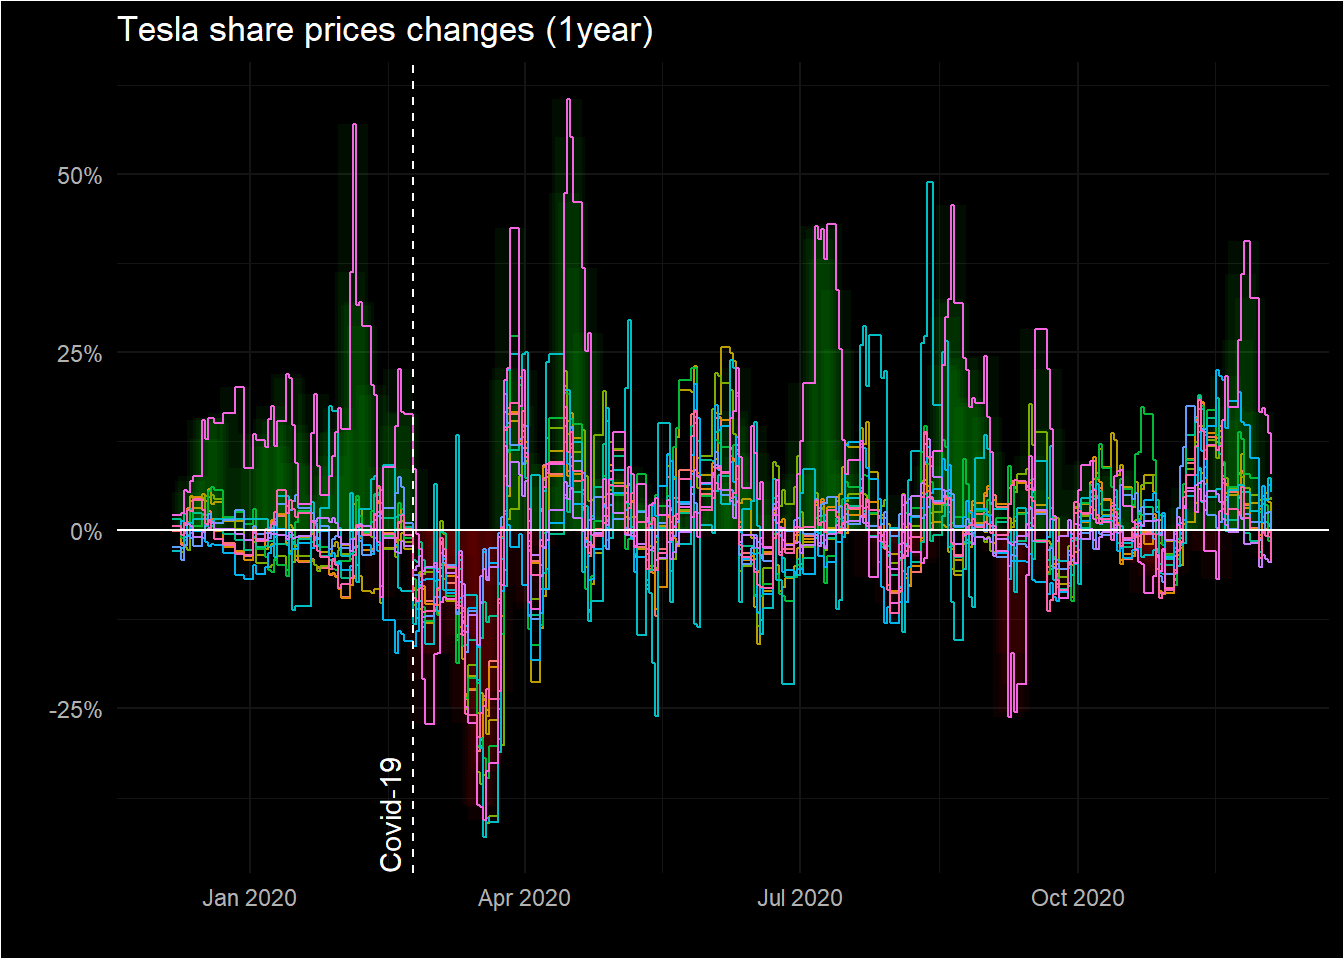 Tesla share prices changes (1year)
50%
25%
0%
-25%
Covid-19
Jan 2020
Apr 2020
Jul 2020
Oct 2020